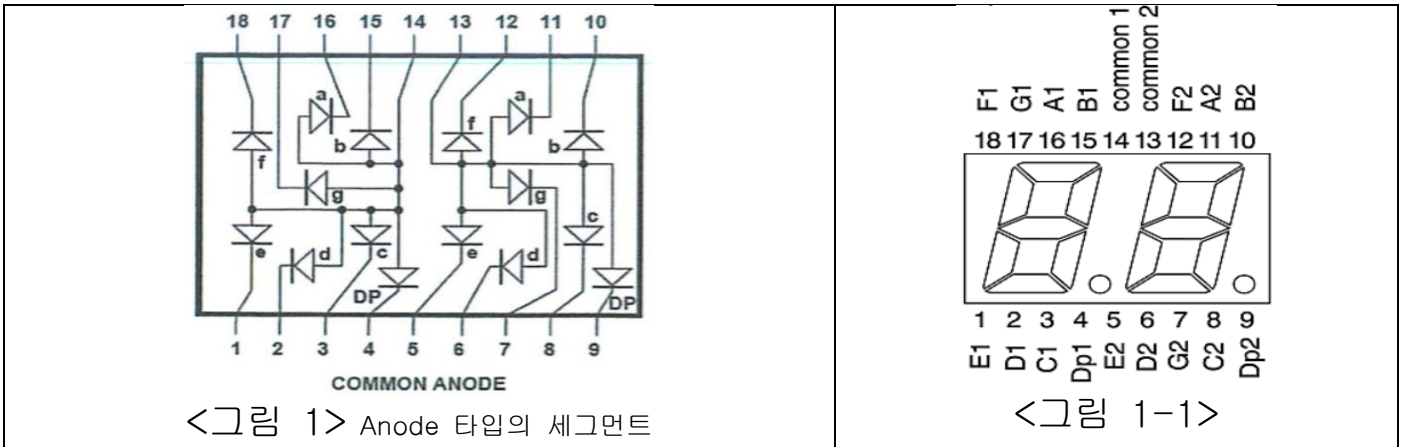 18 17 16 15 14 13 12 11 10
a a
f b f b
g g
c
e d c e d
DP DP
1 2 3 4 5 6 7 8 9
COMMON ANODE
<그림 1> Anode 타입의 세그먼트
F1 G1 A1 B1 common 1 common 2 F2 A2 B2
18 17 16 15 14 13 12 11 10
1 2 3 4 5 6 7 8 9
E1 D1 C1 Dp1 E2 D2 G2 C2 Dp2
<그림 1-1>